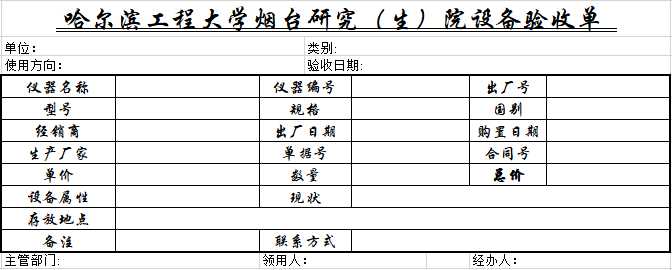 哈尔滨工程大学烟台研究（生）院设备验收单
单位： 类别:
使用方向： 验收日期:
仪器名称 仪器编号 出厂号
型号 规格 国别
经销商 出厂日期 购置日期
生产厂家 单据号 合同号
单价 数量 总价
设备属性 现状
存放地点
备注 联系方式
主管部门: 领用人: 经办人: